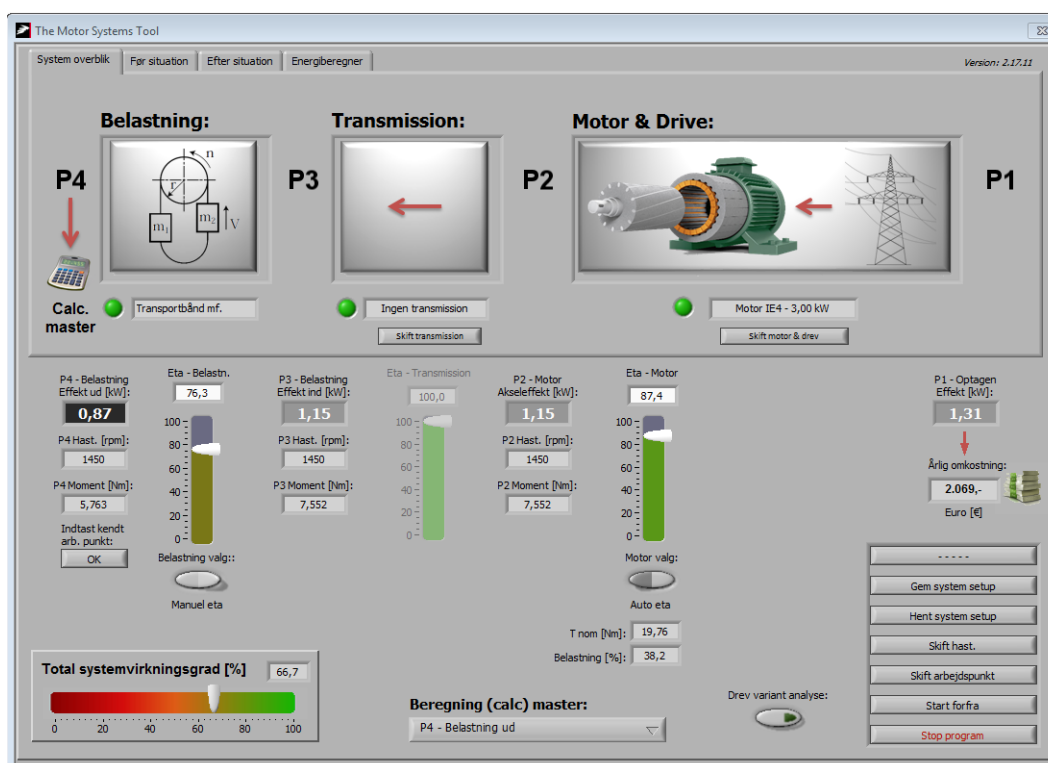 The Motor Systems Tool
System overblik
Før situation
Efter situation
Energiberegner
Version: 2.17.11
Belastning:
Transmission:
Motor & Drive:
P4
P3
P2
P1
n
r
m1
m2
V
Calc.
master
Transportbånd mf.
Ingen transmission
Skift transmission
Motor IE4 - 3,00 kW
Skift motor & drev
P4 - Belastning
Effekt ud [kW]:
0,87
P4 Hast. [rpm]:
1450
P4 Moment [Nm]:
5,763
Indtast kendt
arb. punkt:
OK
Eta - Belastn.
76,3
100
80
60
40
20
0
Belastning valg::
Manuel eta
P3 - Belastning
Effekt ind [kW]:
1,15
P3 Hast. [rpm]:
1450
P3 Moment [Nm]:
7,552
Eta - Transmission
100,0
100
80
60
40
20
0
P2 - Motor
Akseleffekt [kW]:
1,15
P2 Hast. [rpm]:
1450
P2 Moment [Nm]:
7,552
Eta - Motor
87,4
100
80
60
40
20
0
Motor valg:
Auto eta
T nom [Nm]: 19,76
Belastning [%]: 38,2
P1 - Optagen
Effekt [kW]:
1,31
Årlig omkostning:
2.069,-
Euro [€]
- - - - -
Gem system setup
Hent system setup
Skift hast.
Skift arbejdspunkt
Start forfra
Stop program
Total systemvirkningsgrad [%] 66,7
0 20 40 60 80 100
Beregning (calc) master:
P4 - Belastning ud
Drev variant analyse: